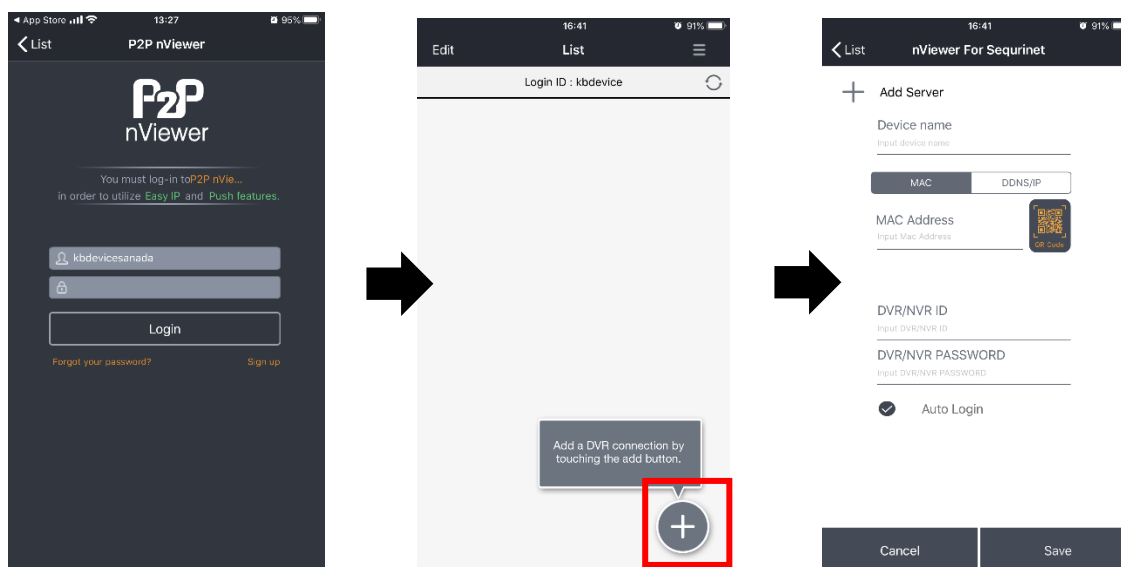 App Store 13:27 95%
List P2P nViewer
P2P
nViewer
You must log-in toP2P nVie...
in order to utilize Easy IP and Push features.
kbdevicesanada
Login
Forgot your password? Sign up
16:41 91%
Edit List
Login ID : kbdevice
Add a DVR connection by
touching the add button.
16:41 91%
List nViewer For Sequrinet
Add Server
Device name
Input device name
MAC DDNS/IP
MAC Address
Input Mac Address
QR Code
DVR/NVR ID
Input DVR/NVR ID
DVR/NVR PASSWORD
Input DVR/NVR PASSWORD
Auto Login
Cancel Save